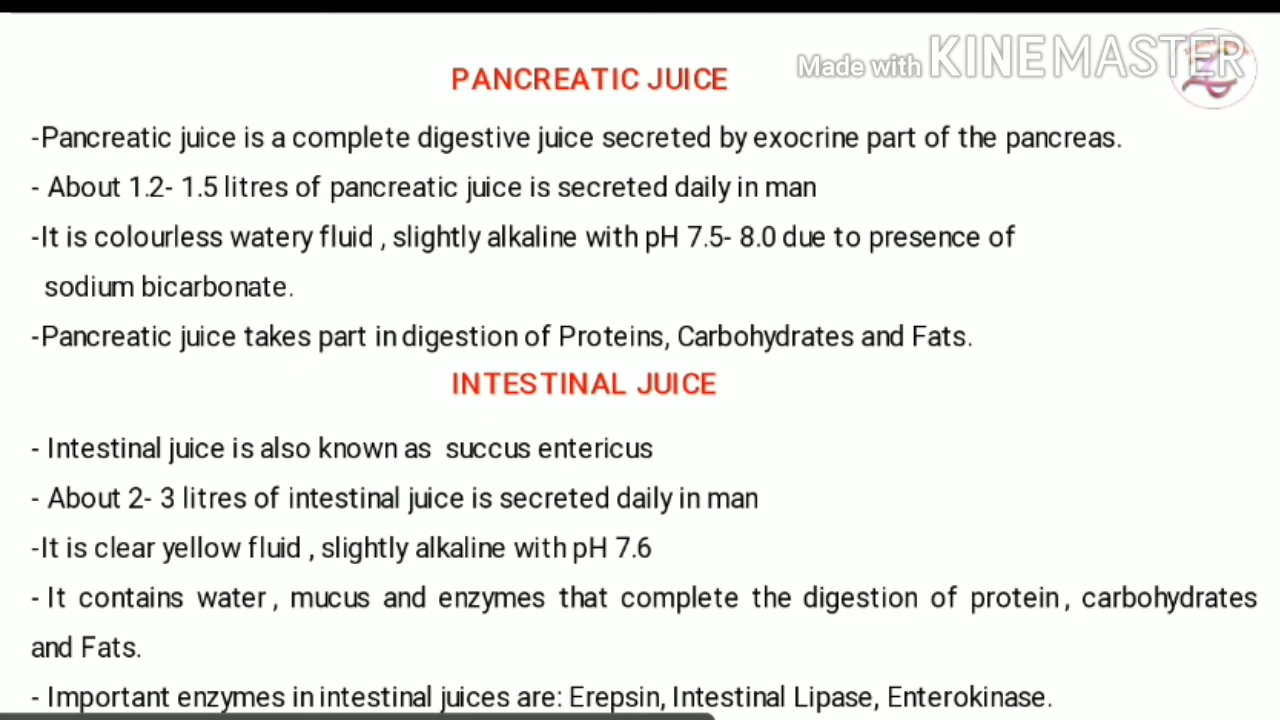 Made with KINEMASTER
PANCREATIC JUICE
-Pancreatic juice is a complete digestive juice secreted by exocrine part of the pancreas.
- About 1.2- 1.5 litres of pancreatic juice is secreted daily in man
-It is colourless watery fluid , slightly alkaline with pH 7.5- 8.0 due to presence of
sodium bicarbonate.
-Pancreatic juice takes part in digestion of Proteins, Carbohydrates and Fats.
INTESTINAL JUICE
- Intestinal juice is also known as succus entericus
- About 2- 3 litres of intestinal juice is secreted daily in man
-It is clear yellow fluid , slightly alkaline with pH 7.6
- It contains water , mucus and enzymes that complete the digestion of protein , carbohydrates
and Fats.
- Important enzymes in intestinal juices are: Erepsin, Intestinal Lipase, Enterokinase.